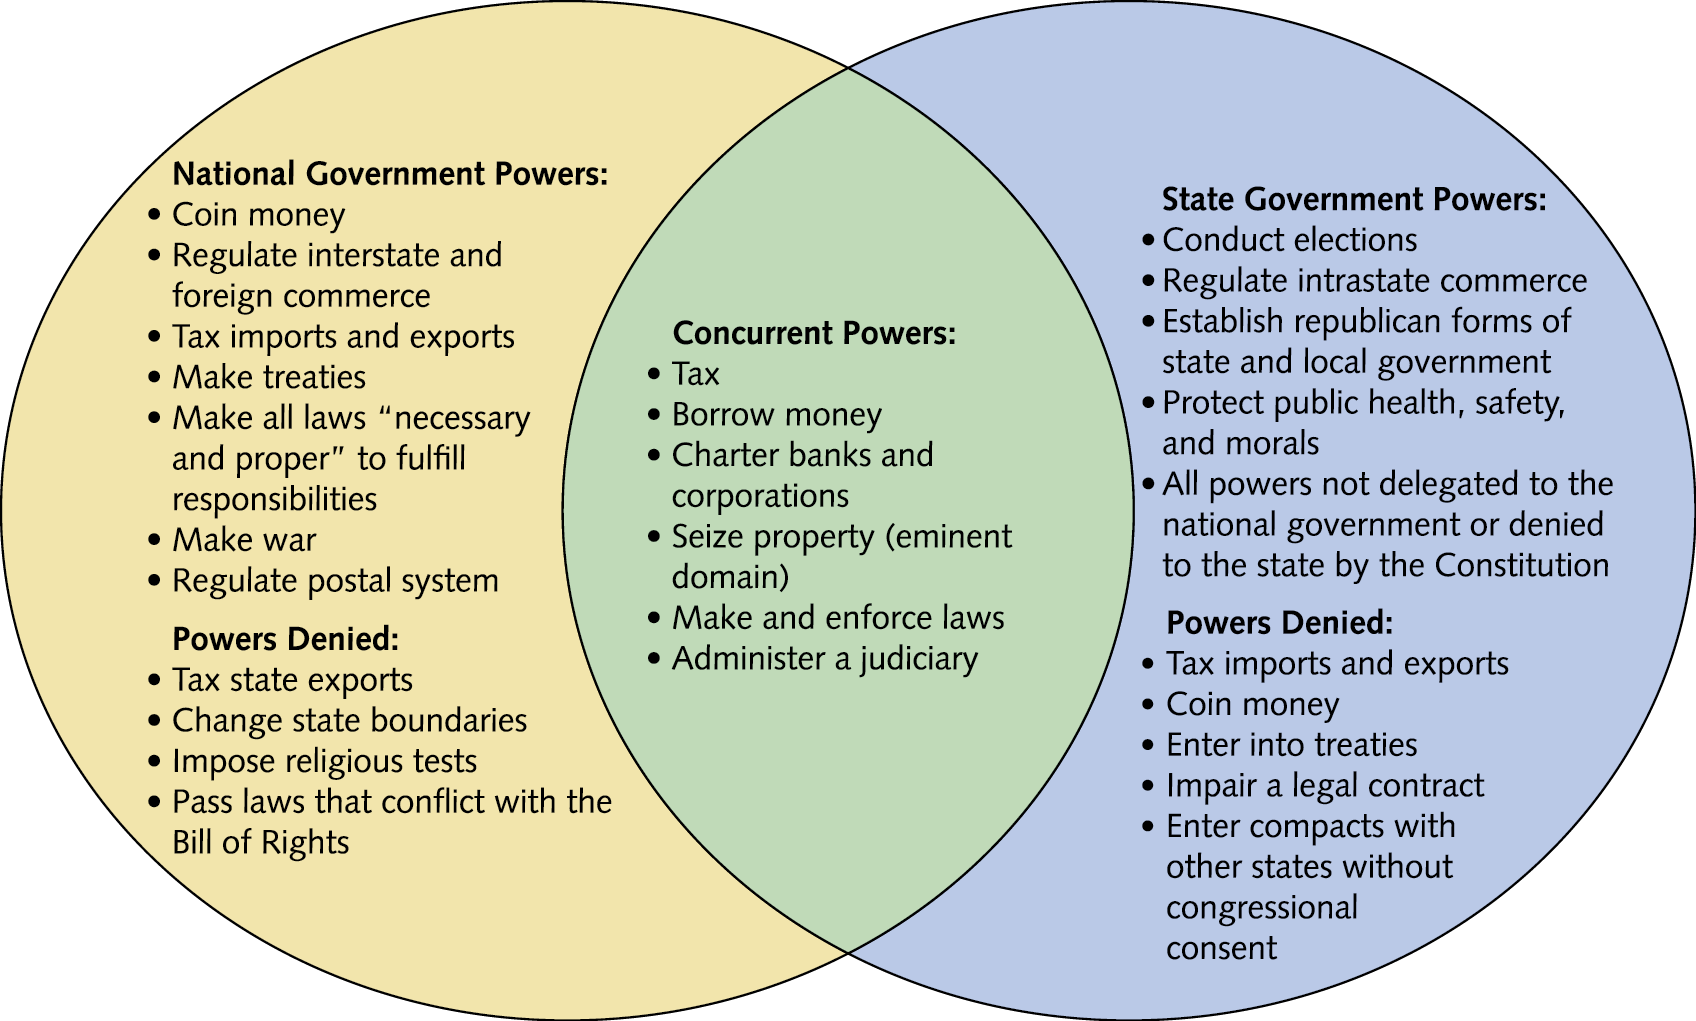 National Government Powers:
• Coin money
• Regulate interstate and
foreign commerce
• Tax imports and exports
• Make treaties
• Make all laws “necessary
and proper” to fulfill
responsibilities
• Make war
• Regulate postal system
Powers Denied:
• Tax state exports
• Change state boundaries
• Impose religious tests
• Pass laws that conflict with the
Bill of Rights
Concurrent Powers:
• Tax
• Borrow money
• Charter banks and
corporations
• Seize property (eminent
domain)
• Make and enforce laws
• Administer a judiciary
State Government Powers:
• Conduct elections
• Regulate intrastate commerce
• Establish republican forms of
state and local government
• Protect public health, safety,
and morals
• All powers not delegated to the
national government or denied
to the state by the Constitution
Powers Denied:
• Tax imports and exports
• Coin money
• Enter into treaties
• Impair a legal contract
• Enter compacts with
other states without
congressional
consent